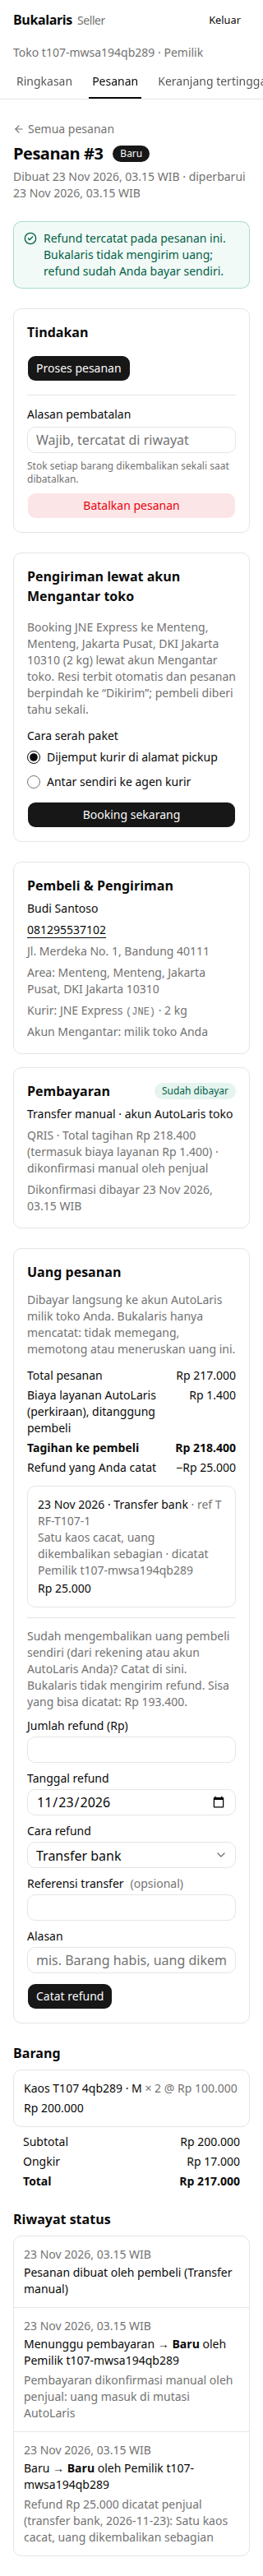 Bukalaris Seller
Keluar
Toko t107-mwsa194qb289 · Pemilik
Ringkasan
Pesanan
Keranjang tertingga
← Semua pesanan
Pesanan #3
Baru
Dibuat 23 Nov 2026, 03.15 WIB · diperbarui
23 Nov 2026, 03.15 WIB
Refund tercatat pada pesanan ini.
Bukalaris tidak mengirim uang;
refund sudah Anda bayar sendiri.
Tindakan
Proses pesanan
Alasan pembatalan
Wajib, tercatat di riwayat
Stok setiap barang dikembalikan sekali saat
dibatalkan.
Batalkan pesanan
Pengiriman lewat akun
Mengantar toko
Booking JNE Express ke Menteng,
Menteng, Jakarta Pusat, DKI Jakarta
10310 (2 kg) lewat akun Mengantar
toko. Resi terbit otomatis dan pesanan
berpindah ke “Dikirim”; pembeli diberi
tahu sekali.
Cara serah paket
Dijemput kurir di alamat pickup
Antar sendiri ke agen kurir
Booking sekarang
Pembeli & Pengiriman
Budi Santoso
081295537102
Jl. Merdeka No. 1, Bandung 40111
Area: Menteng, Menteng, Jakarta
Pusat, DKI Jakarta 10310
Kurir: JNE Express (JNE) · 2 kg
Akun Mengantar: milik toko Anda
Pembayaran
Sudah dibayar
Transfer manual · akun AutoLaris toko
QRIS · Total tagihan Rp 218.400
(termasuk biaya layanan Rp 1.400) ·
dikonfirmasi manual oleh penjual
Dikonfirmasi dibayar 23 Nov 2026,
03.15 WIB
Uang pesanan
Dibayar langsung ke akun AutoLaris
milik toko Anda. Bukalaris hanya
mencatat: tidak memegang,
memotong atau meneruskan uang ini.
Total pesanan Rp 217.000
Biaya layanan AutoLaris Rp 1.400
(perkiraan), ditanggung
pembeli
Tagihan ke pembeli Rp 218.400
Refund yang Anda catat −Rp 25.000
23 Nov 2026 · Transfer bank · ref T
RF-T107-1
Satu kaos cacat, uang
dikembalikan sebagian · dicatat
Pemilik t107-mwsa194qb289
Rp 25.000
Sudah mengembalikan uang pembeli
sendiri (dari rekening atau akun
AutoLaris Anda)? Catat di sini.
Bukalaris tidak mengirim refund. Sisa
yang bisa dicatat: Rp 193.400.
Jumlah refund (Rp)
Tanggal refund
11/23/2026
Cara refund
Transfer bank
Referensi transfer (opsional)
Alasan
mis. Barang habis, uang dikem
Catat refund
Barang
Kaos T107 4qb289 · M × 2 @ Rp 100.000
Rp 200.000
Subtotal Rp 200.000
Ongkir Rp 17.000
Total Rp 217.000
Riwayat status
23 Nov 2026, 03.15 WIB
Pesanan dibuat oleh pembeli (Transfer
manual)
23 Nov 2026, 03.15 WIB
Menunggu pembayaran → Baru oleh
Pemilik t107-mwsa194qb289
Pembayaran dikonfirmasi manual oleh
penjual: uang masuk di mutasi
AutoLaris
23 Nov 2026, 03.15 WIB
Baru → Baru oleh Pemilik t107-
mwsa194qb289
Refund Rp 25.000 dicatat penjual
(transfer bank, 2026-11-23): Satu kaos
cacat, uang dikembalikan sebagian